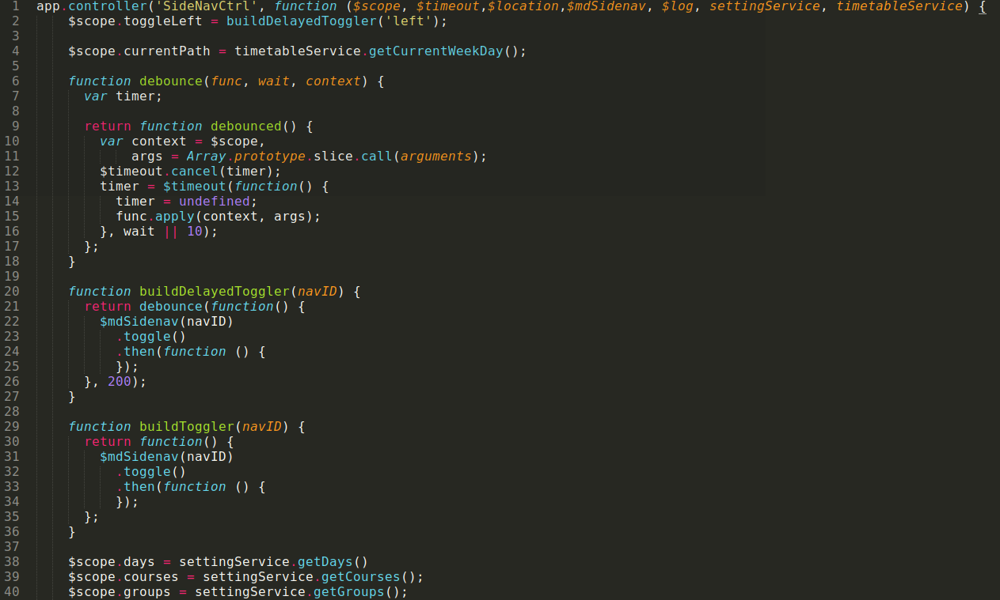 1 app.controller('SideNavCtrl', function ($scope, $timeout,$location,$mdSidenav, $log, settingService, timetableService) {
2     $scope.toggleLeft = buildDelayedToggler('left');
3
4     $scope.currentPath = timetableService.getCurrentWeekDay();
5
6     function debounce(func, wait, context) {
7       var timer;
8
9       return function debounced() {
10         var context = $scope,
11             args = Array.prototype.slice.call(arguments);
12         $timeout.cancel(timer);
13         timer = $timeout(function() {
14           timer = undefined;
15           func.apply(context, args);
16         }, wait || 10);
17       };
18     }
19
20     function buildDelayedToggler(navID) {
21       return debounce(function() {
22         $mdSidenav(navID)
23           .toggle()
24           .then(function () {
25           });
26       }, 200);
27     }
28
29     function buildToggler(navID) {
30       return function() {
31         $mdSidenav(navID)
32           .toggle()
33           .then(function () {
34           });
35       };
36     }
37
38     $scope.days = settingService.getDays()
39     $scope.courses = settingService.getCourses();
40     $scope.groups = settingService.getGroups();